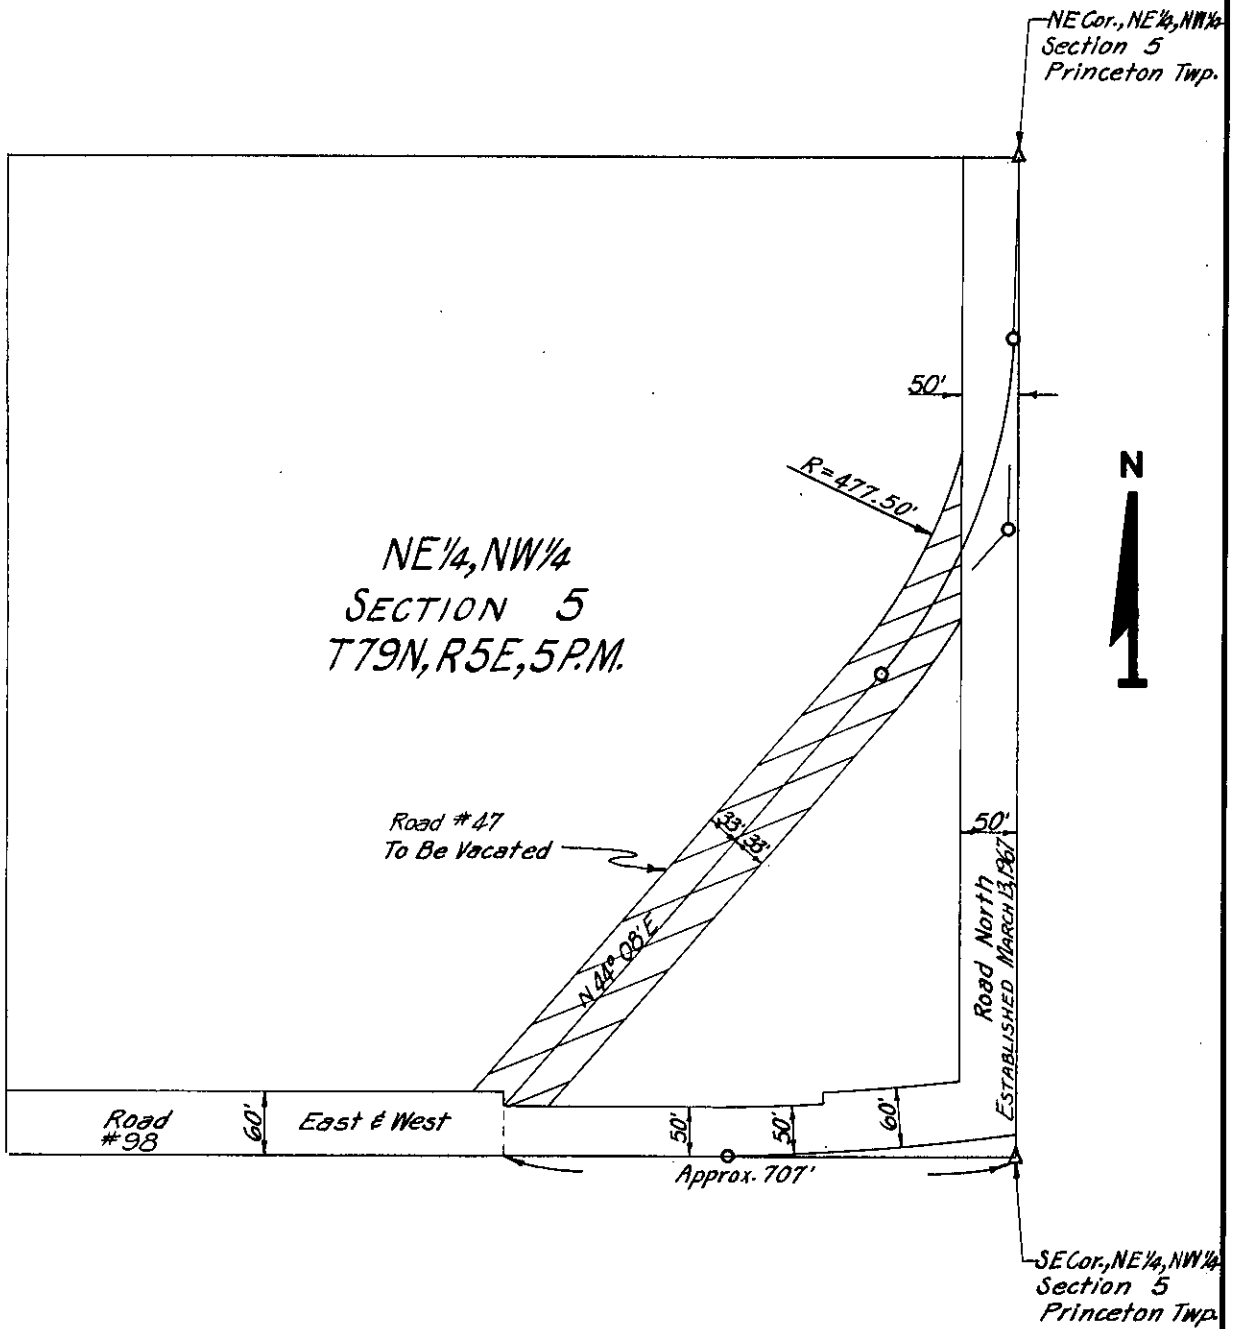 NE Cor., NE¼, NW¼
Section 5
Princeton Twp.
50'
R=477.50'
N
NE¼, NW¼
SECTION 5
T79N, R5E, 5P.M.
Road #47
To Be Vacated
33' 33'
50'
N 44° 08' E
Road North
ESTABLISHED MARCH 13, 1967
Road
#98
60'
East & West
50'
50'
60'
Approx. 707'
SE Cor., NE¼, NW¼
Section 5
Princeton Twp.